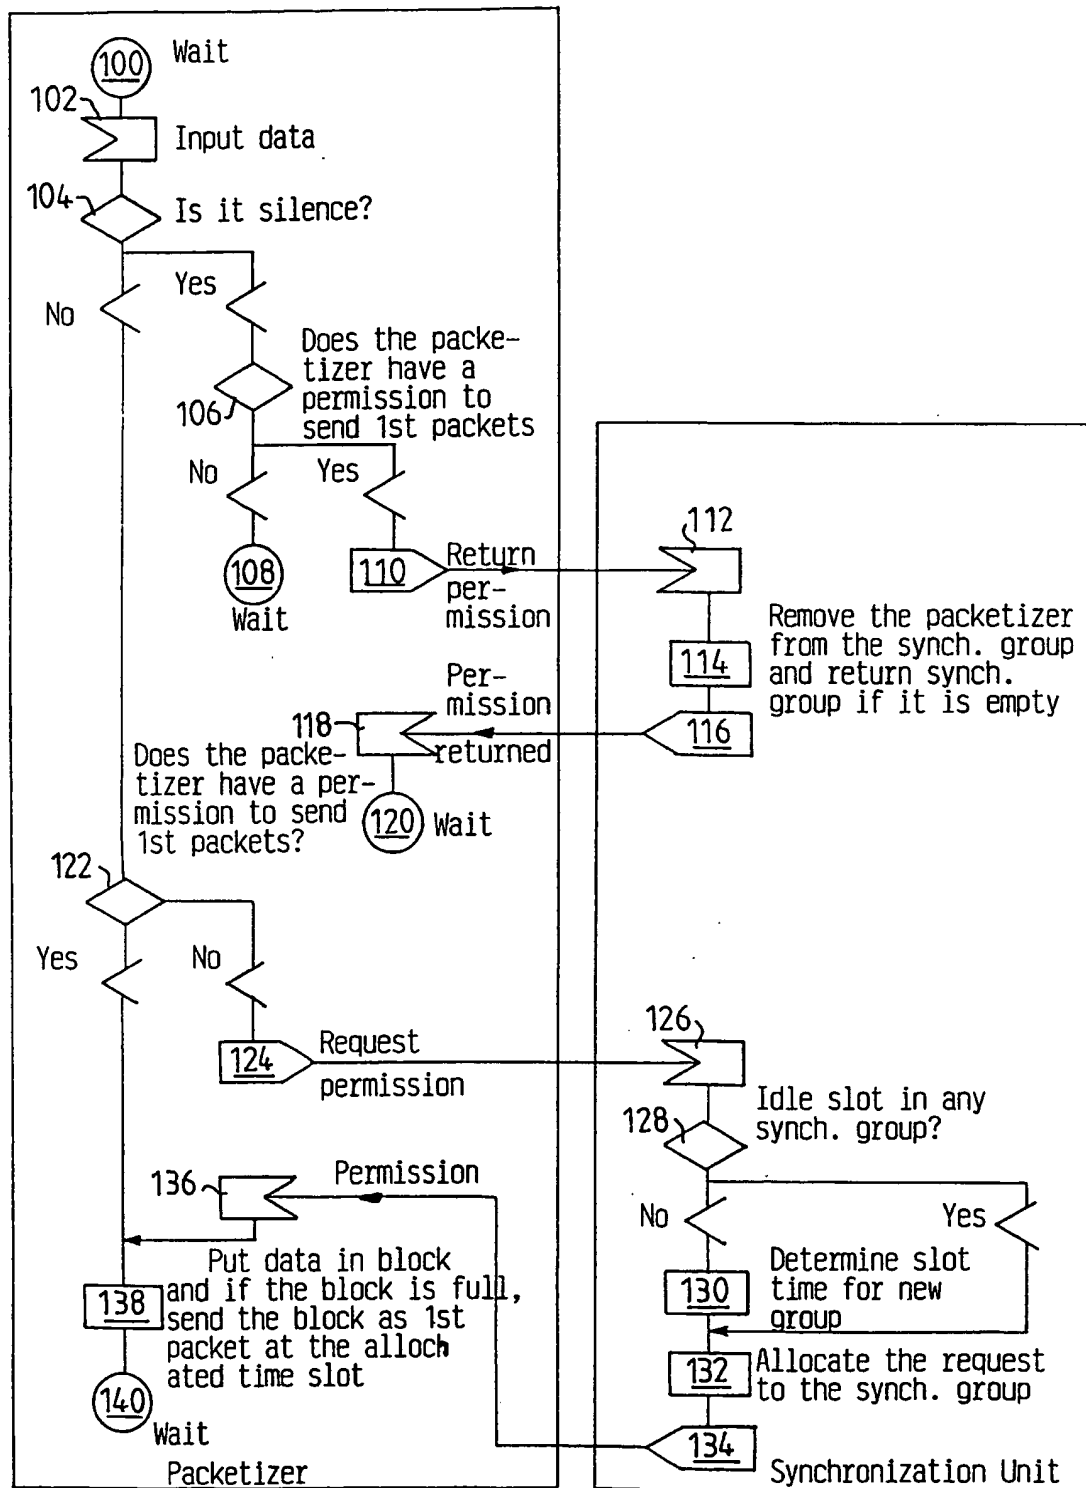 100
Wait
102
Input data
104
Is it silence?
No
Yes
Does the packe-
tizer have a
permission to
send 1st packets
106
No
Yes
108
Wait
110
Return
per-
mission
112
114
Remove the packetizer
from the synch. group
and return synch.
group if it is empty
116
Per-
mission
returned
118
120
Wait
Does the packe-
tizer have a per-
mission to send
1st packets?
122
Yes
No
124
Request
permission
126
128
Idle slot in any
synch. group?
No
Yes
130
Determine slot
time for new
group
132
Allocate the request
to the synch. group
134
Permission
136
138
Put data in block
and if the block is full,
send the block as 1st
packet at the alloch
ated time slot
140
Wait
Packetizer
Synchronization Unit